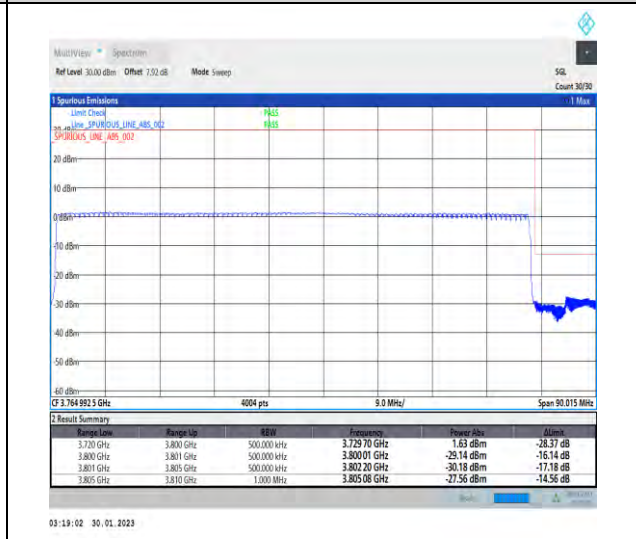 MultiView Spektrum
Ref Level 30.00 dBm Offset 7.92 dB Mode Sweep SGL
Count 30/30
1 Spurious Emissions 1 Max
Limit Check PASS
Line _SPURIOUS_LINE_ABS_002 PASS
_SPURIOUS_LINE_ABS_002
20 dBm
10 dBm
0 dBm
-10 dBm
-20 dBm
-30 dBm
-40 dBm
-50 dBm
-60 dBm
CF 3.764 992 5 GHz 4004 pts 9.0 MHz/ Span 90.015 MHz
2 Result Summary
Range Low Range Up RBW Frequency Power Abs ΔLimit
3.720 GHz 3.800 GHz 500.000 kHz 3.729 70 GHz 1.63 dBm -28.37 dB
3.800 GHz 3.801 GHz 500.000 kHz 3.800 01 GHz -29.14 dBm -16.14 dB
3.801 GHz 3.805 GHz 500.000 kHz 3.802 20 GHz -30.18 dBm -17.18 dB
3.805 GHz 3.810 GHz 1.000 MHz 3.805 08 GHz -27.56 dBm -14.56 dB
03:19:02 30.01.2023